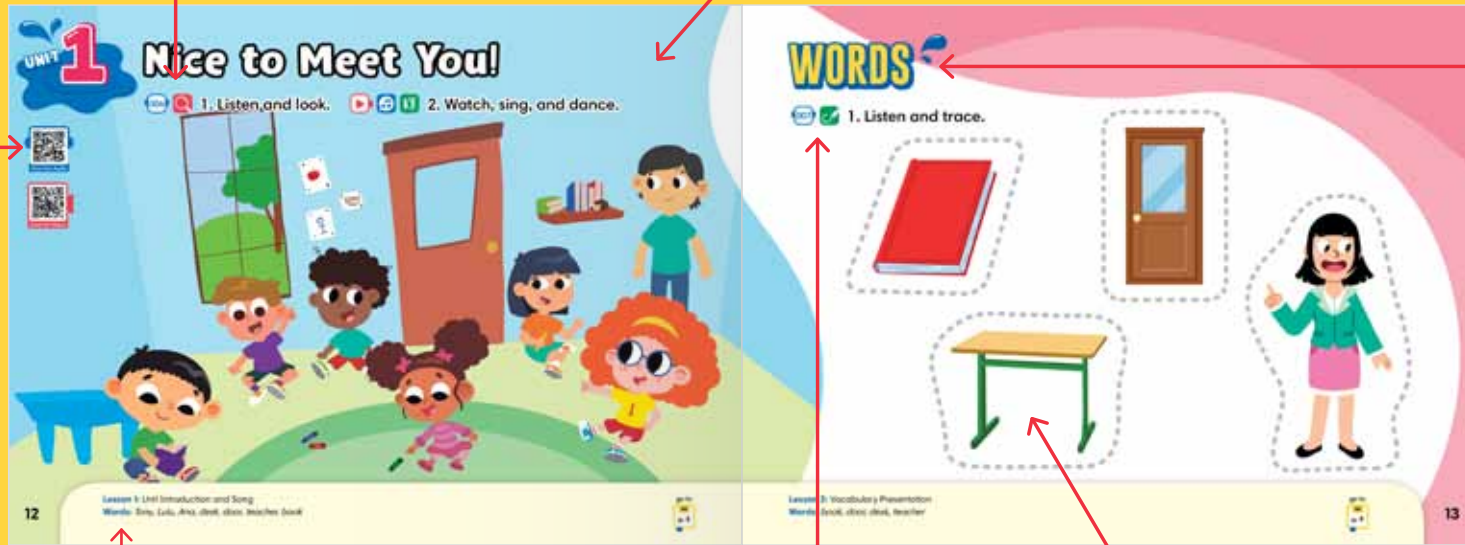 UNIT 1
Nice to Meet You!
1. Listen and look.
2. Watch, sing, and dance.
12
Lesson 1: Unit Introduction and Song
Words: Tony, Lulu, Ana, desk, door, teacher, book
WORDS
007
1. Listen and trace.
Lesson 2: Vocabulary Presentation
Words: book, door, desk, teacher
13